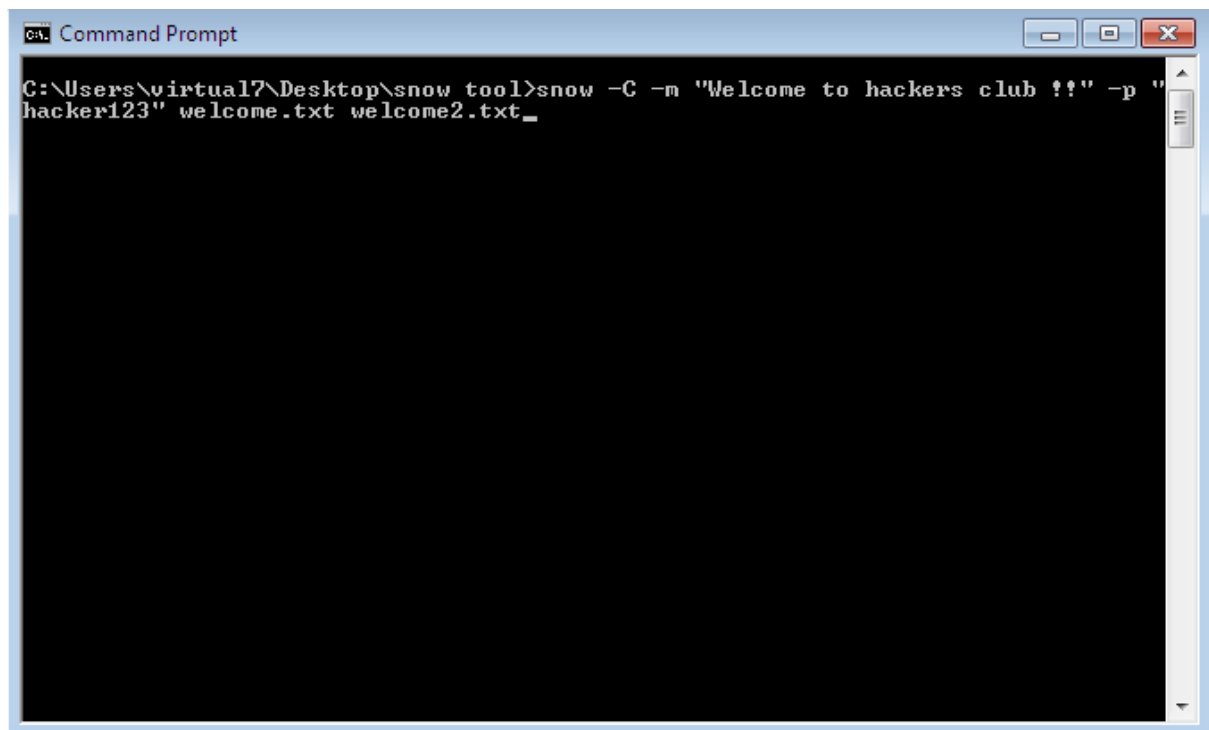 Command Prompt
C:\Users\virtual7\Desktop\snow tool>snow -C -m "Welcome to hackers club !!" -p "
hacker123" welcome.txt welcome2.txt_